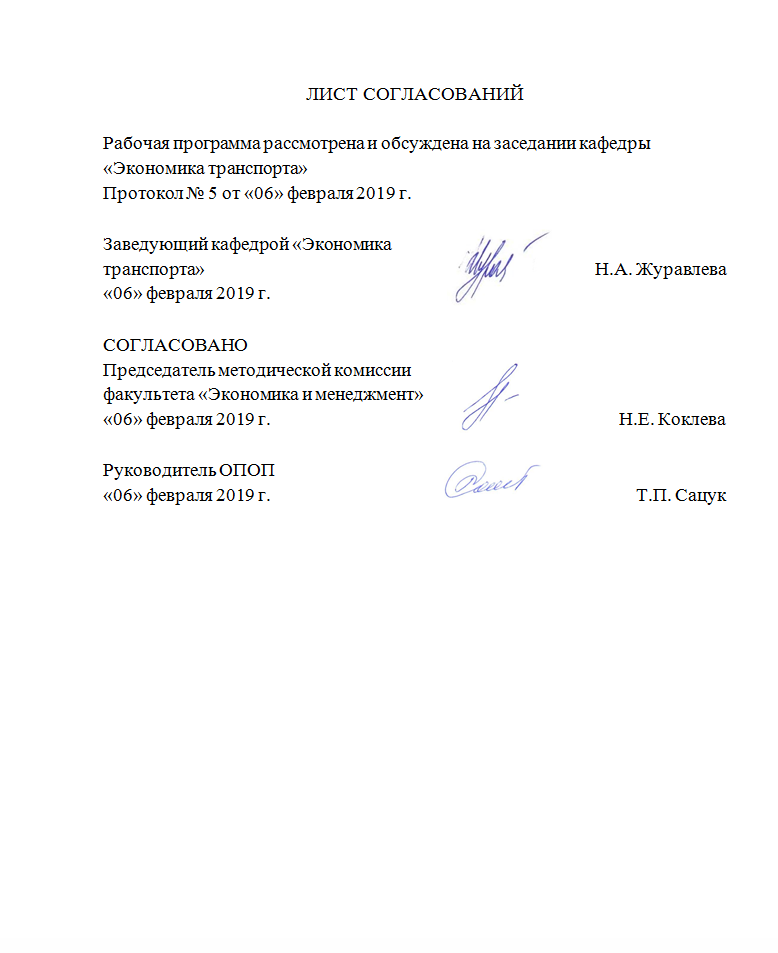 ЛИСТ СОГЛАСОВАНИЙ
Рабочая программа рассмотрена и обсуждена на заседании кафедры
«Экономика транспорта»
Протокол № 5 от «06» февраля 2019 г.
Заведующий кафедрой «Экономика
транспорта» Н.А. Журавлева
«06» февраля 2019 г.
СОГЛАСОВАНО
Председатель методической комиссии
факультета «Экономика и менеджмент»
«06» февраля 2019 г. Н.Е. Коклева
Руководитель ОПОП
«06» февраля 2019 г. Т.П. Сацук